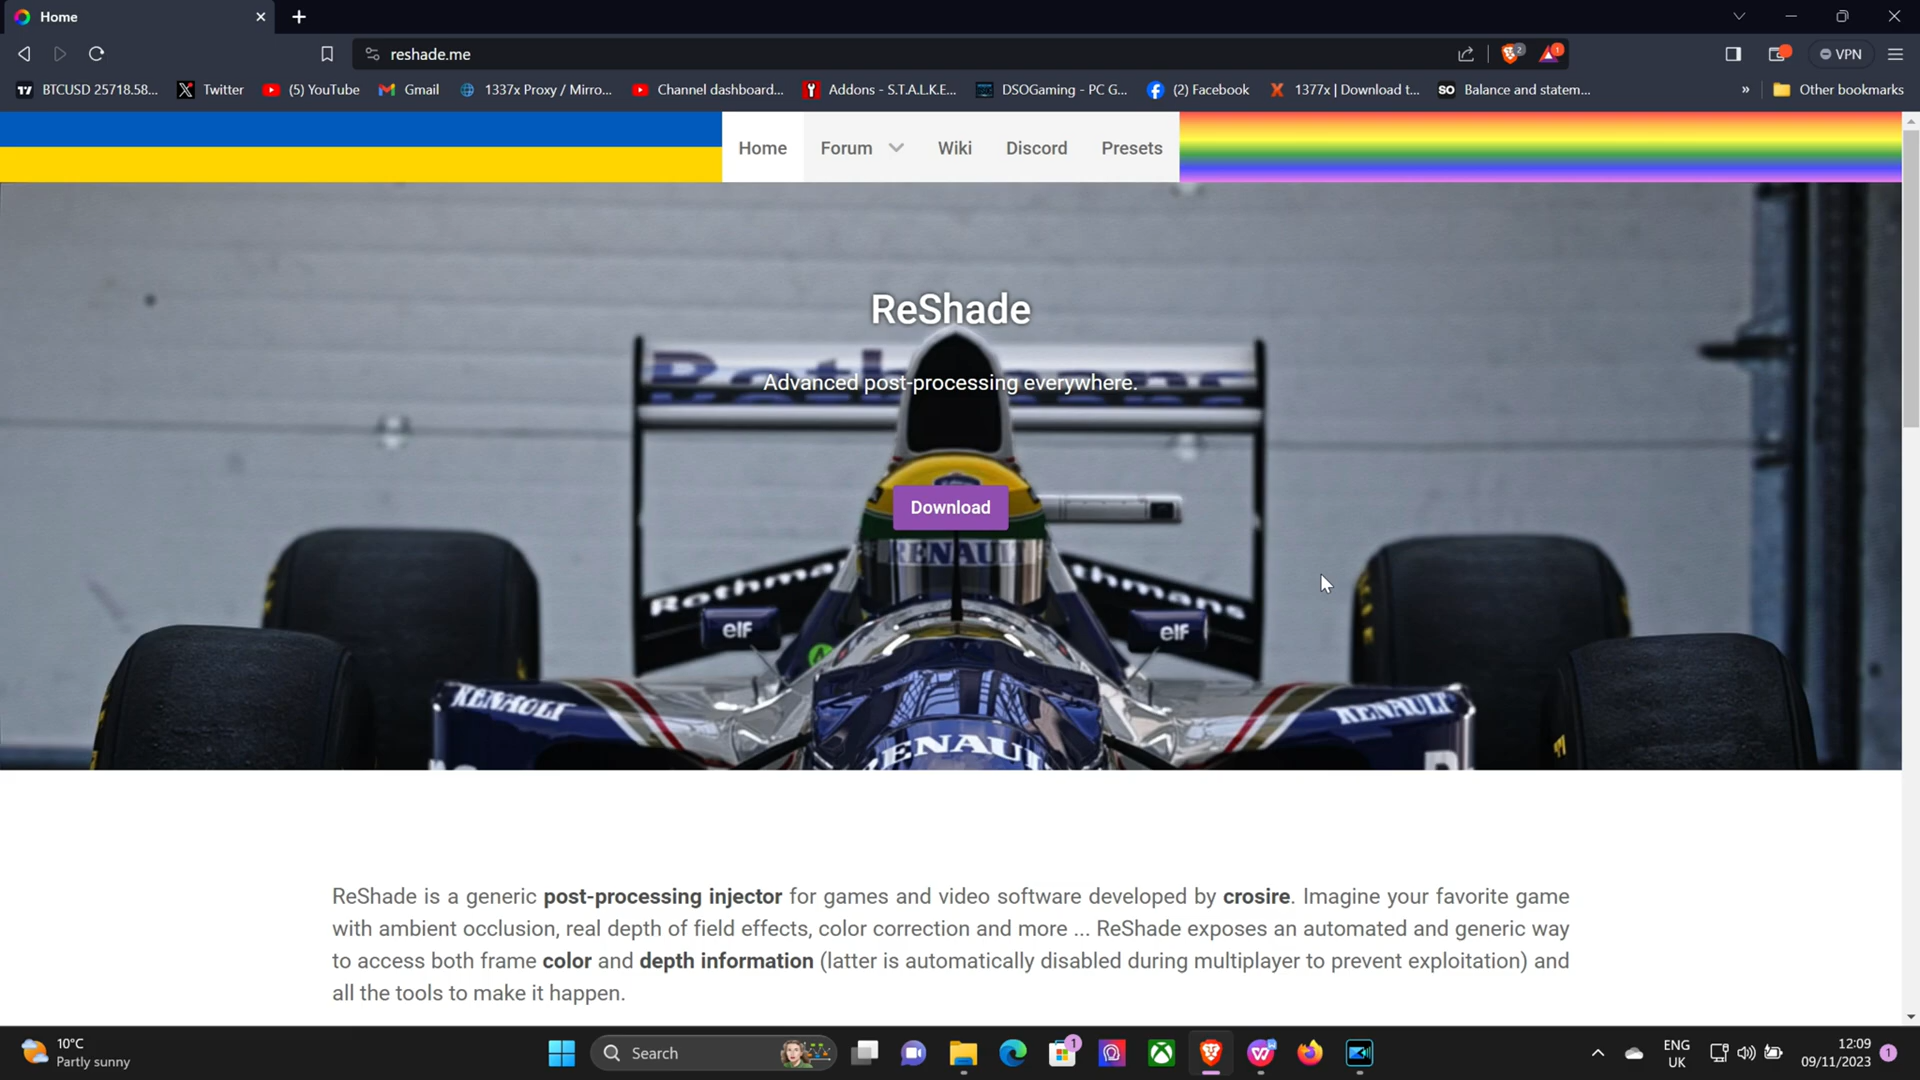 Home
reshade.me
VPN
BTCUSD 25718.58...
Twitter
(5) YouTube
Gmail
1337x Proxy / Mirro...
Channel dashboard...
Addons - S.T.A.L.K.E...
DSOGaming - PC G...
(2) Facebook
1377x | Download t...
Balance and statem...
Other bookmarks
Home
Forum
Wiki
Discord
Presets
ReShade
Rothmans
Advanced post-processing everywhere.
Download
RENAULT
Rothmans
elf
elf
RENAULT
RENAULT
RENAULT
ReShade is a generic post-processing injector for games and video software developed by crosire. Imagine your favorite game
with ambient occlusion, real depth of field effects, color correction and more ... ReShade exposes an automated and generic way
to access both frame color and depth information (latter is automatically disabled during multiplayer to prevent exploitation) and
all the tools to make it happen.
10°C
Partly sunny
Search
1
ENG
UK
12:09
09/11/2023
1